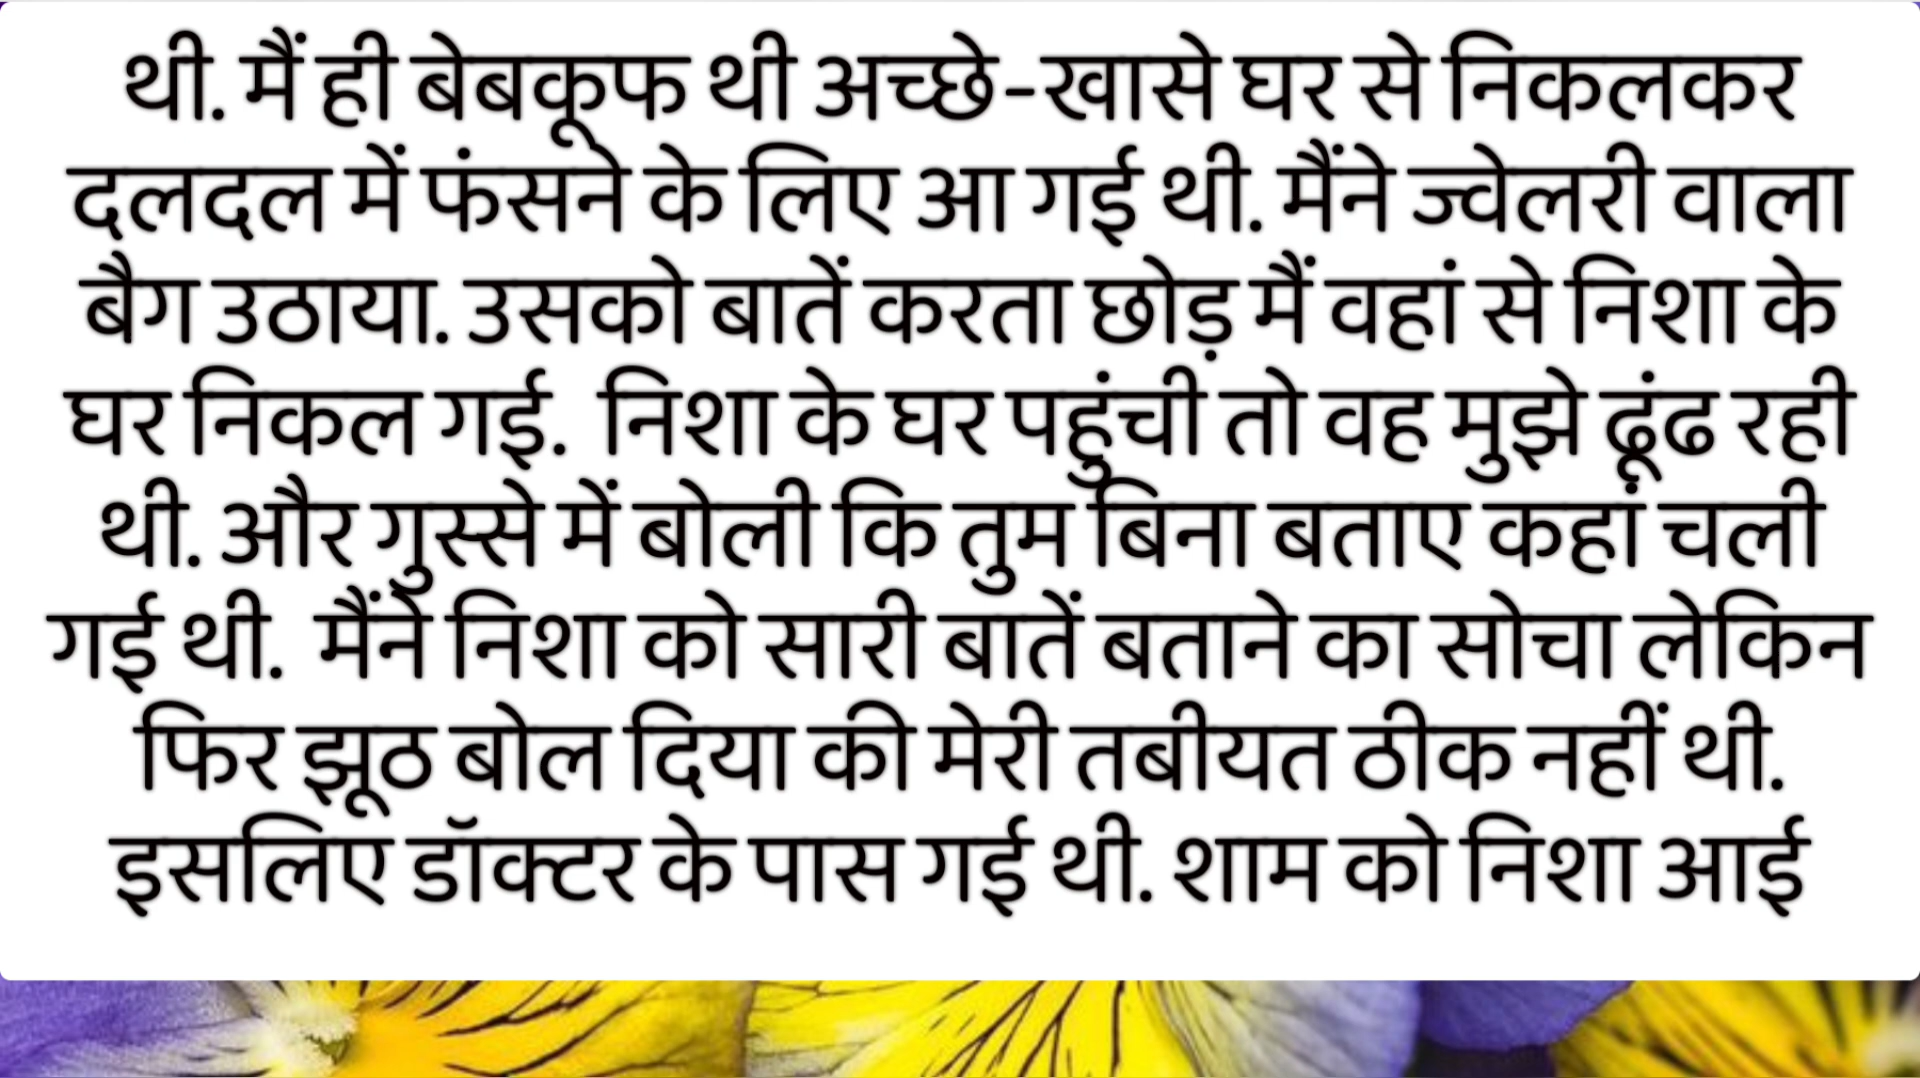 थी. मैं ही बेबकूफ थी अच्छे-खासे घर से निकलकर
दलदल में फंसने के लिए आ गई थी. मैंने ज्वेलरी वाला
बैग उठाया. उसको बातें करता छोड़ मैं वहां से निशा के
घर निकल गई. निशा के घर पहुंची तो वह मुझे ढूंढ रही
थी. और गुस्से में बोली कि तुम बिना बताए कहां चली
गई थी. मैंने निशा को सारी बातें बताने का सोचा लेकिन
फिर झूठ बोल दिया की मेरी तबीयत ठीक नहीं थी.
इसलिए डॉक्टर के पास गई थी. शाम को निशा आई